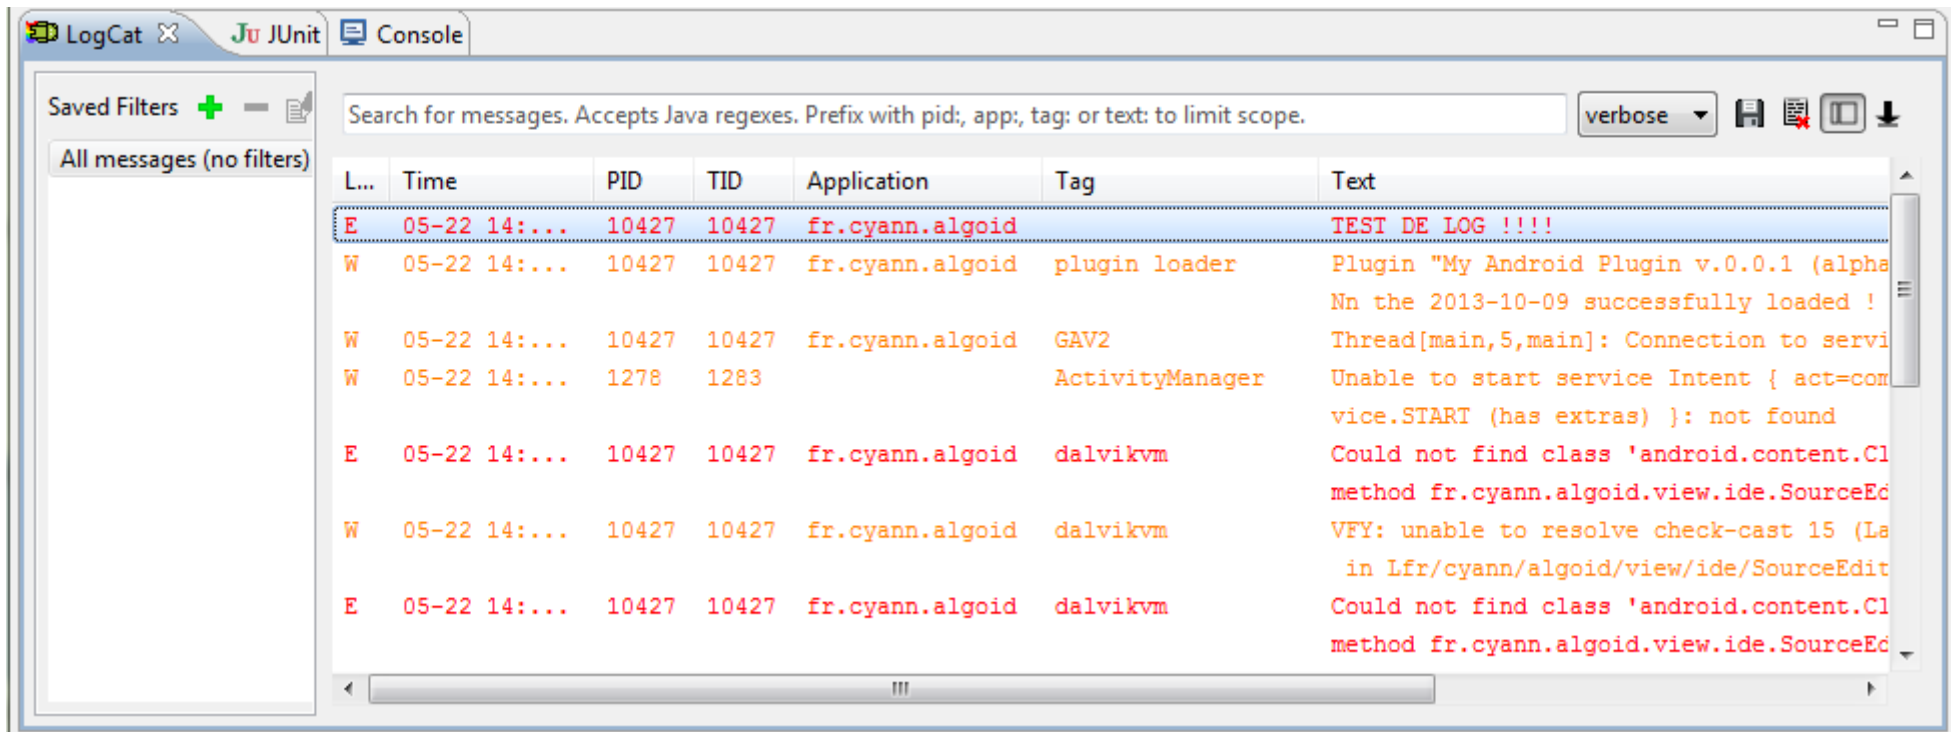 LogCat JUnit Console
Saved Filters
All messages (no filters)
Search for messages. Accepts Java regexes. Prefix with pid:, app:, tag: or text: to limit scope.
verbose
L... Time PID TID Application Tag Text
E 05-22 14:... 10427 10427 fr.cyann.algoid TEST DE LOG !!!!
W 05-22 14:... 10427 10427 fr.cyann.algoid plugin loader Plugin "My Android Plugin v.0.0.1 (alpha
Nn the 2013-10-09 successfully loaded !
W 05-22 14:... 10427 10427 fr.cyann.algoid GAV2 Thread[main,5,main]: Connection to servi
W 05-22 14:... 1278 1283 ActivityManager Unable to start service Intent { act=com
vice.START (has extras) }: not found
E 05-22 14:... 10427 10427 fr.cyann.algoid dalvikvm Could not find class 'android.content.Cl
method fr.cyann.algoid.view.ide.SourceEd
W 05-22 14:... 10427 10427 fr.cyann.algoid dalvikvm VFY: unable to resolve check-cast 15 (La
in Lfr/cyann/algoid/view/ide/SourceEdit
E 05-22 14:... 10427 10427 fr.cyann.algoid dalvikvm Could not find class 'android.content.Cl
method fr.cyann.algoid.view.ide.SourceEd